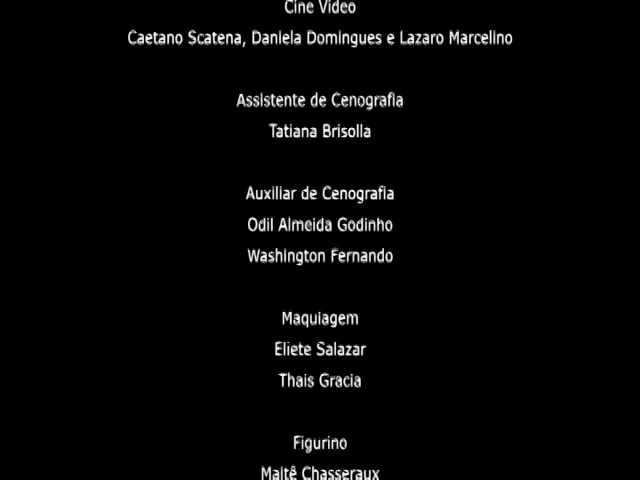 Cine Video
Caetano Scatena, Daniela Domingues e Lazaro Marcelino
Assistente de Cenografia
Tatiana Brisolla
Auxiliar de Cenografia
Odil Almeida Godinho
Washington Fernando
Maquiagem
Eliete Salazar
Thais Gracia
Figurino
Maitê Chasseraux